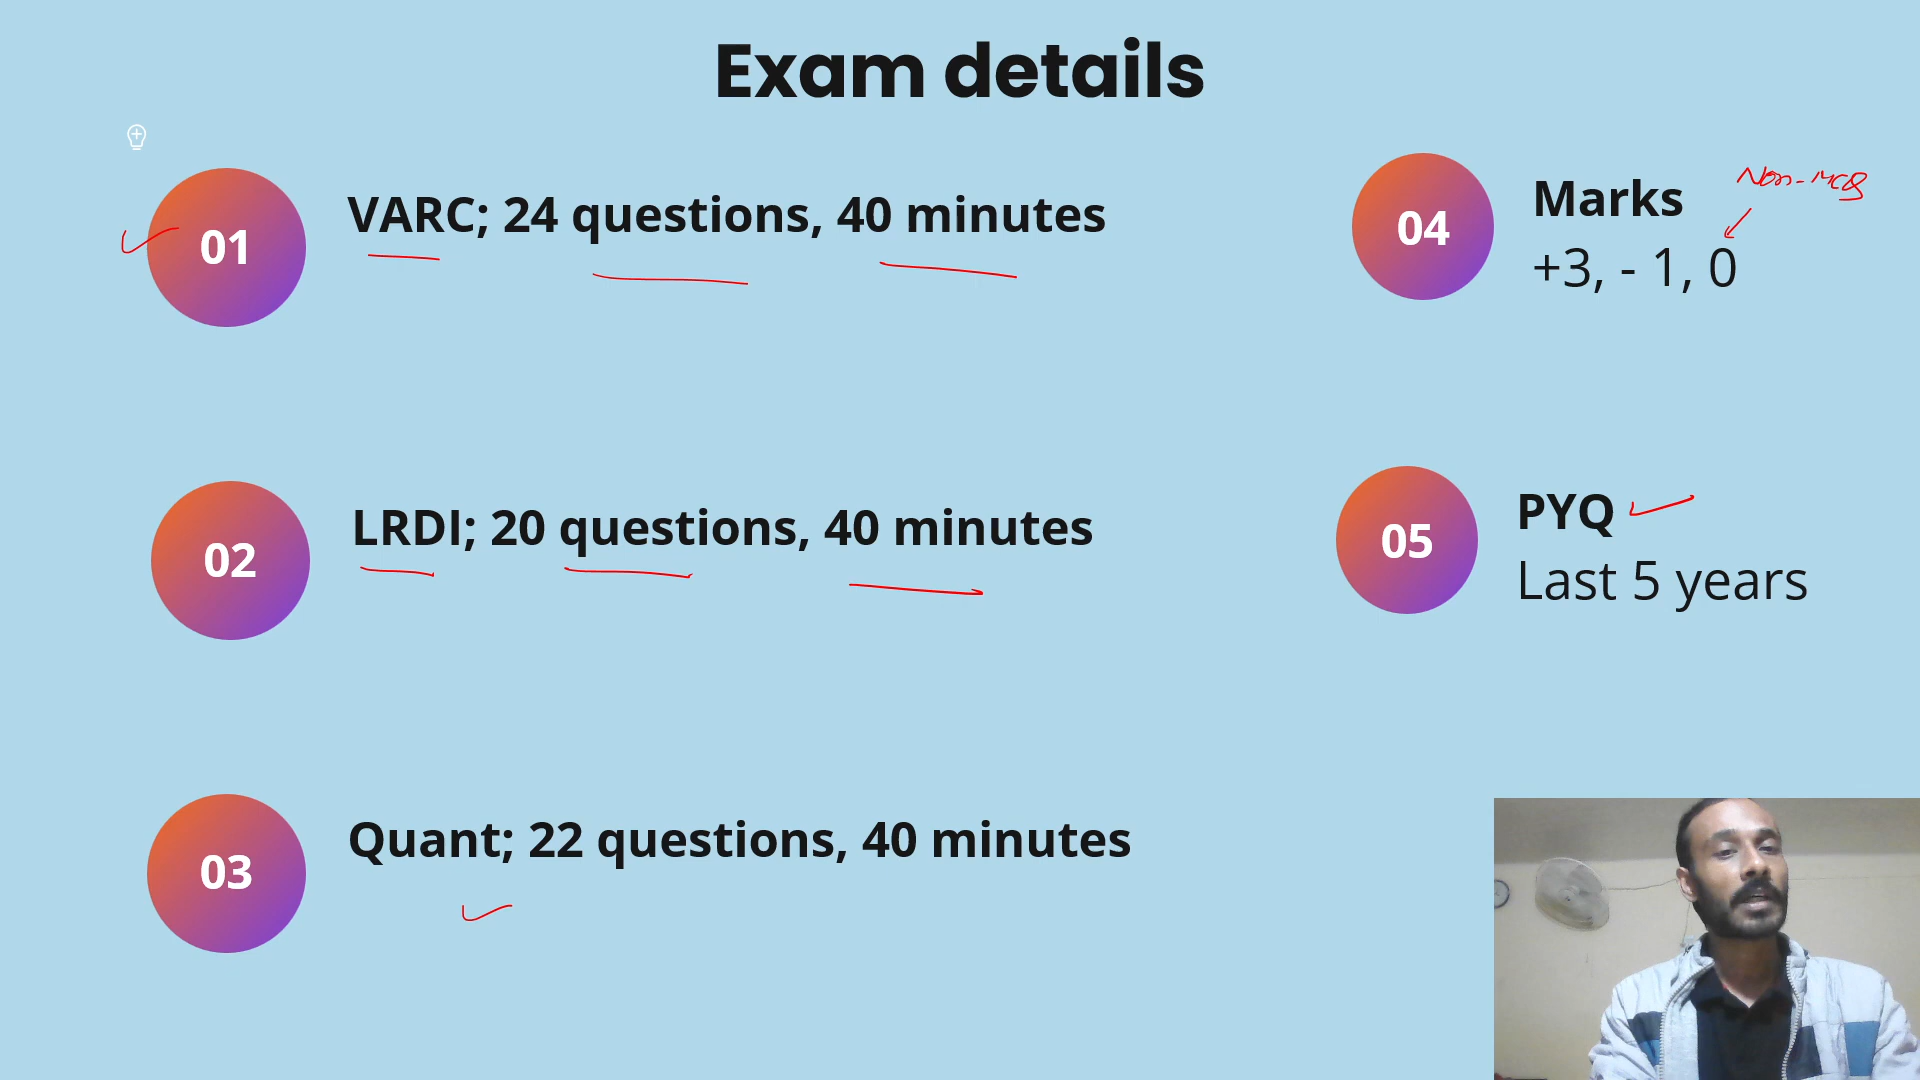 Exam details
01
VARC; 24 questions, 40 minutes
02
LRDI; 20 questions, 40 minutes
03
Quant; 22 questions, 40 minutes
04
Marks
Non-MCQ
+3, - 1, 0
05
PYQ
Last 5 years